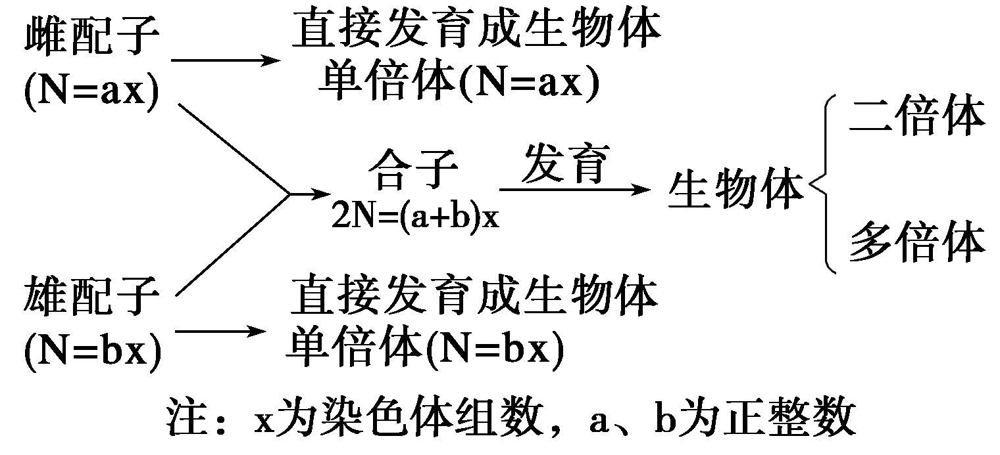 雌配子
(N=ax)
直接发育成生物体
单倍体(N=ax)
合子
2N=(a+b)x
发育
生物体
二倍体
多倍体
雄配子
(N=bx)
直接发育成生物体
单倍体(N=bx)
注：x为染色体组数，a、b为正整数